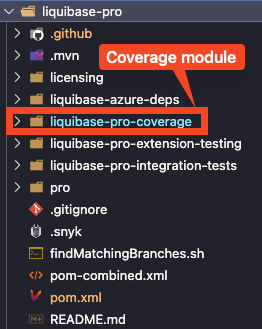 liquibase-pro
.github
Coverage module
.mvn
licensing
liquibase-azure-deps
liquibase-pro-coverage
liquibase-pro-extension-testing
liquibase-pro-integration-tests
pro
.gitignore
.snyk
findMatchingBranches.sh
pom-combined.xml
pom.xml
README.md